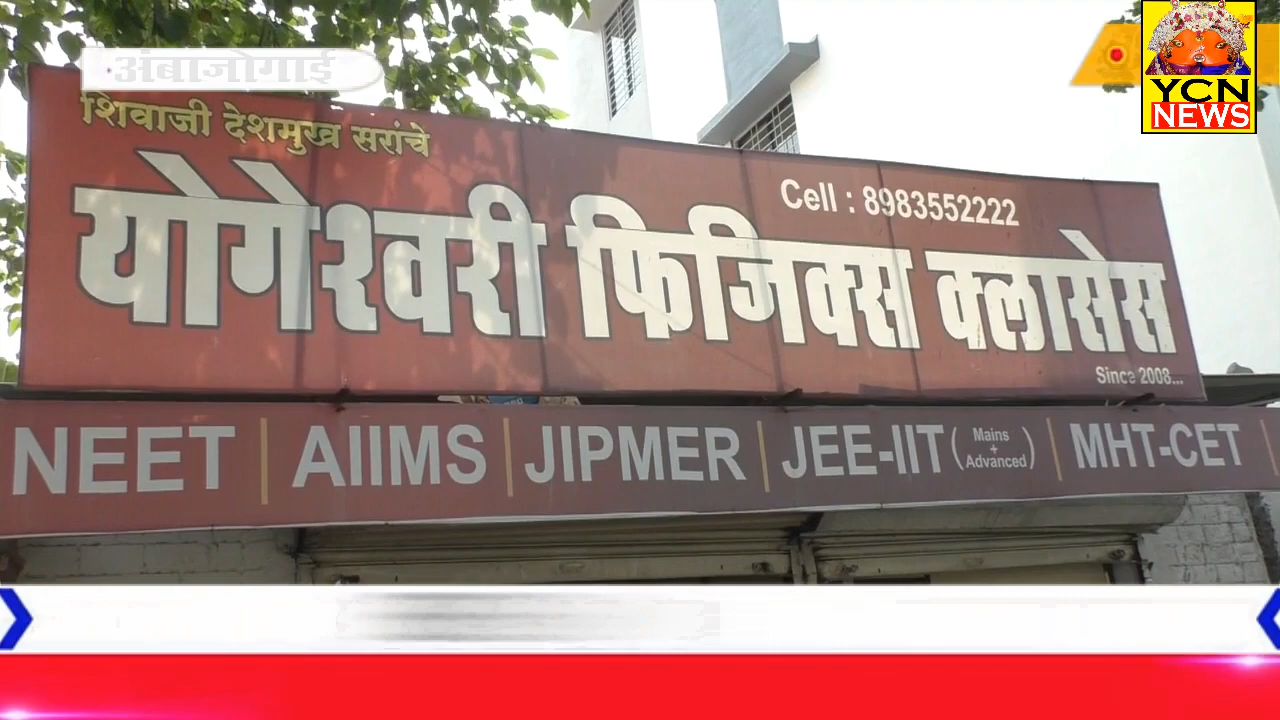 अंबाजोगाई
YCN
NEWS
शिवाजी देशमुख सरांचे
Cell : 8983552222
योगेश्वरी फिजिक्स क्लासेस
Since 2008...
NEET | AIIMS | JIPMER | JEE-IIT (Mains + Advanced) | MHT-CET |